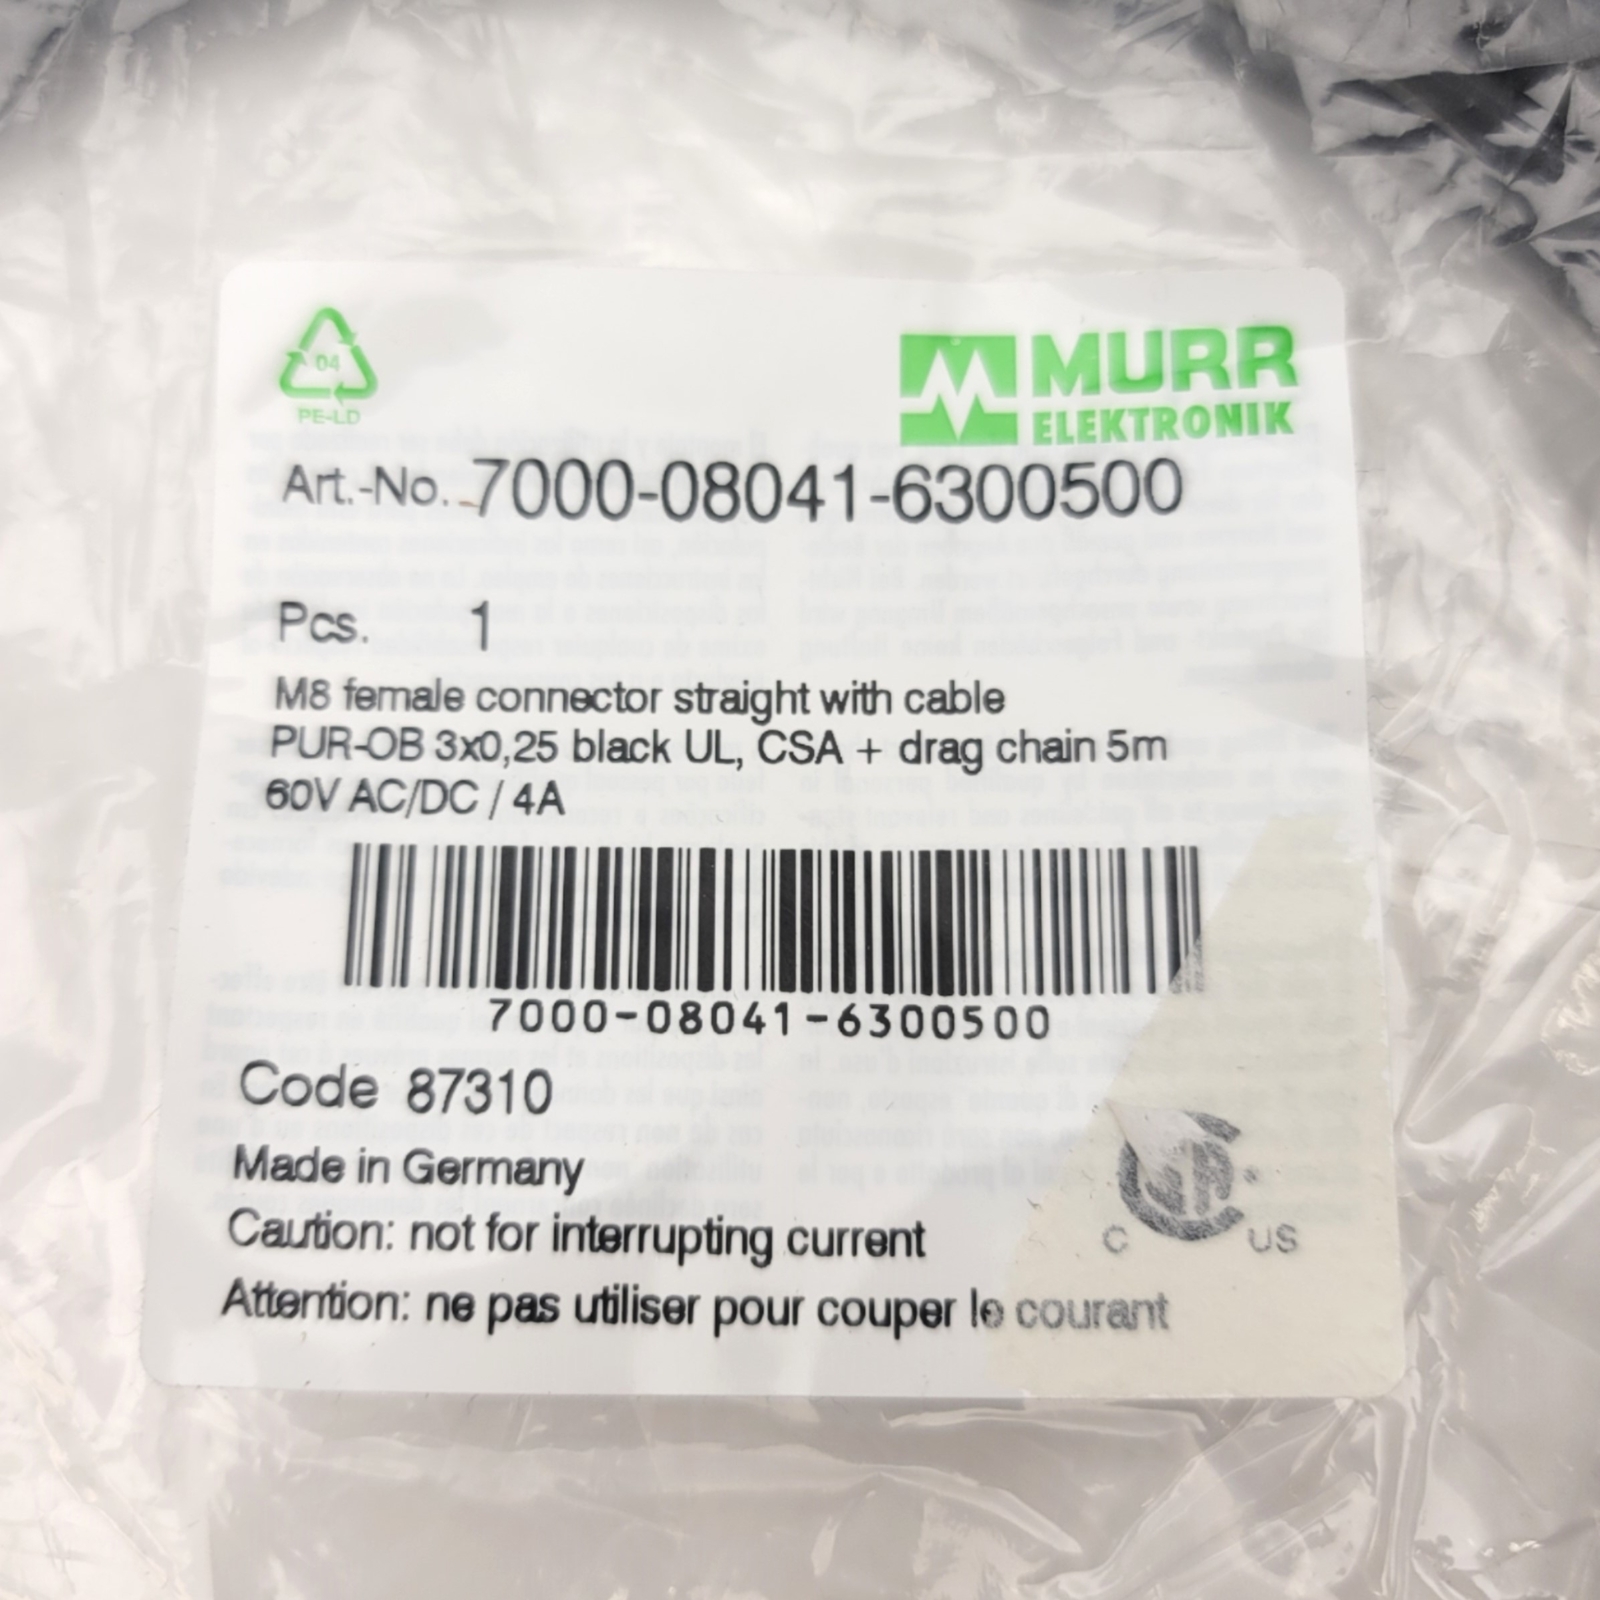 04
PE-LD
MURR
ELEKTRONIK
Art.-No. 7000-08041-6300500
Pcs. 1
M8 female connector straight with cable
PUR-OB 3x0,25 black UL, CSA + drag chain 5m
60V AC/DC / 4A
7000-08041-6300500
Code 87310
Made in Germany
Caution: not for interrupting current
C US
Attention: ne pas utiliser pour couper le courant